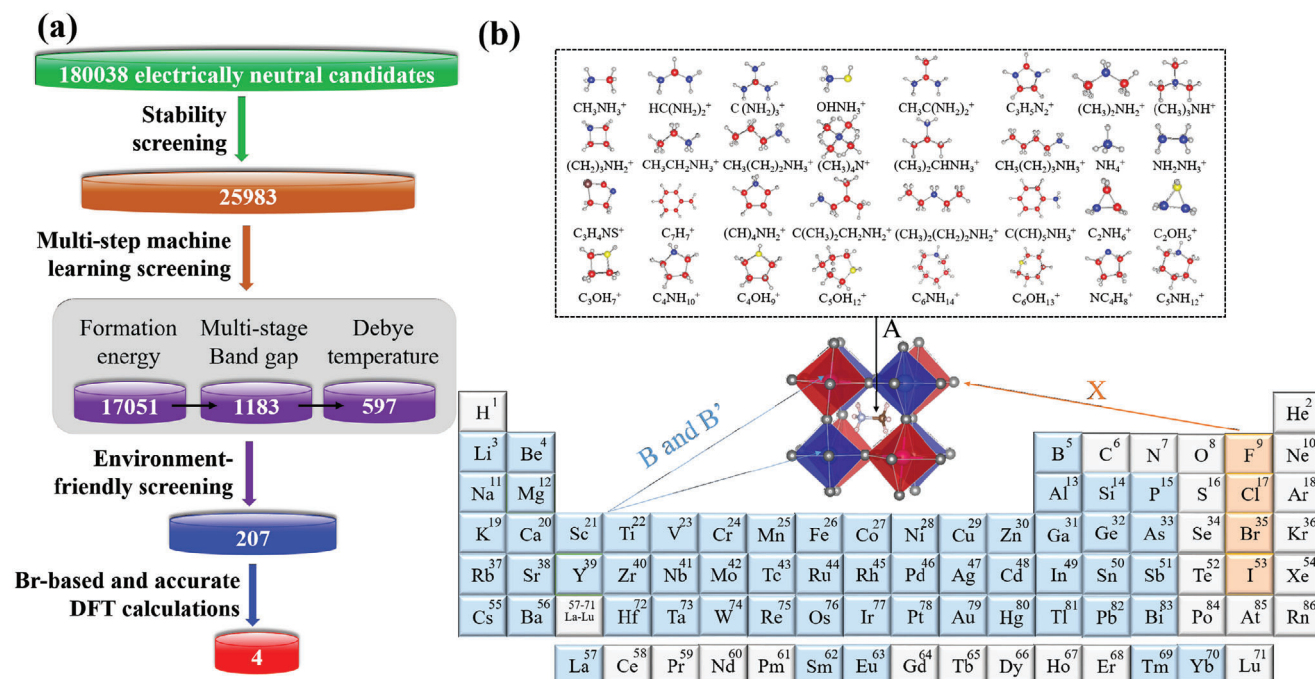 (a)
180038 electrically neutral candidates
Stability
screening
25983
Multi-step machine
learning screening
Formation
energy
Multi-stage
Band gap
Debye
temperature
17051
1183
597
Environment-
friendly screening
207
Br-based and accurate
DFT calculations
4
(b)
CH₃NH₃⁺ HC(NH₂)₂⁺ C(NH₂)₃⁺ OHNH₃⁺ CH₃C(NH₂)₂⁺ C₃H₅N₂⁺ (CH₃)₂NH₂⁺ (CH₃)₃NH⁺
(CH₂)₃NH₂⁺ CH₃CH₂NH₃⁺ CH₃(CH₂)₂NH₃⁺ (CH₃)₄N⁺ (CH₃)₂CHNH₃⁺ CH₃(CH₂)₃NH₃⁺ NH₄⁺ NH₂NH₃⁺
C₃H₄NS⁺ C₇H₇⁺ (CH)₄NH₂⁺ C(CH₃)₂CH₂NH₂⁺ (CH₃)₂(CH₂)₂NH₂⁺ C(CH)₅NH₃⁺ C₂NH₆⁺ C₂OH₅⁺
C₃OH₇⁺ C₄NH₁₀⁺ C₄OH₉⁺ C₅OH₁₂⁺ C₆NH₁₄⁺ C₆OH₁₃⁺ NC₄H₈⁺ C₅NH₁₂⁺
A
B and B’
X
H 1 He 2
Li 3 Be 4 B 5 C 6 N 7 O 8 F 9 Ne 10
Na 11 Mg 12 Al 13 Si 14 P 15 S 16 Cl 17 Ar 18
K 19 Ca 20 Sc 21 Ti 22 V 23 Cr 24 Mn 25 Fe 26 Co 27 Ni 28 Cu 29 Zn 30 Ga 31 Ge 32 As 33 Se 34 Br 35 Kr 36
Rb 37 Sr 38 Y 39 Zr 40 Nb 41 Mo 42 Tc 43 Ru 44 Rh 45 Pd 46 Ag 47 Cd 48 In 49 Sn 50 Sb 51 Te 52 I 53 Xe 54
Cs 55 Ba 56 57-71 La-Lu Hf 72 Ta 73 W 74 Re 75 Os 76 Ir 77 Pt 78 Au 79 Hg 80 Tl 81 Pb 82 Bi 83 Po 84 At 85 Rn 86
La 57 Ce 58 Pr 59 Nd 60 Pm 61 Sm 62 Eu 63 Gd 64 Tb 65 Dy 66 Ho 67 Er 68 Tm 69 Yb 70 Lu 71